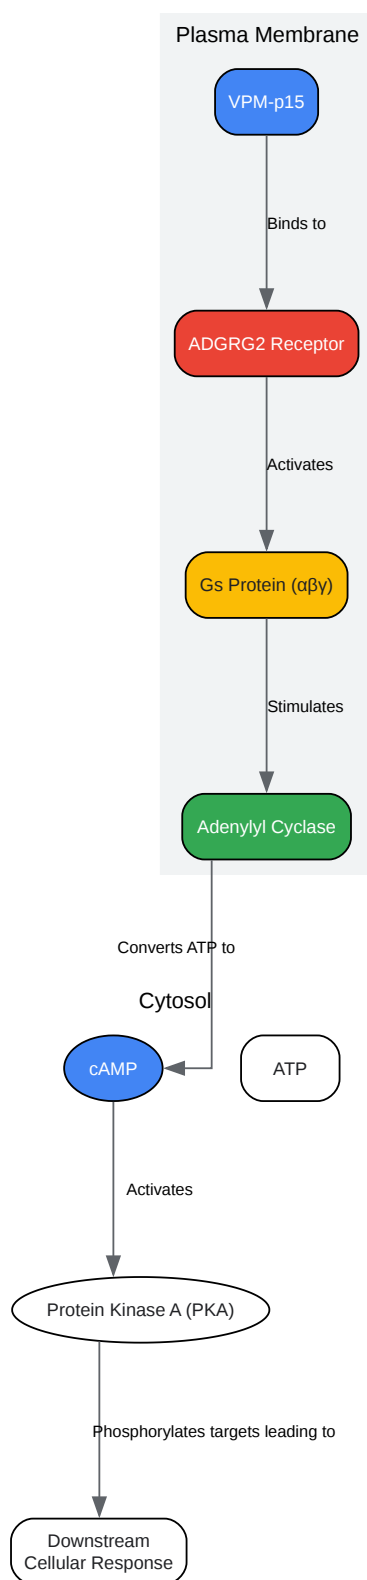 Plasma Membrane
VPM-p15
Binds to
ADGRG2 Receptor
Activates
Gs Protein (αβγ)
Stimulates
Adenylyl Cyclase
Converts ATP to
Cytosol
cAMP
ATP
Activates
Protein Kinase A (PKA)
Phosphorylates targets leading to
Downstream
Cellular Response